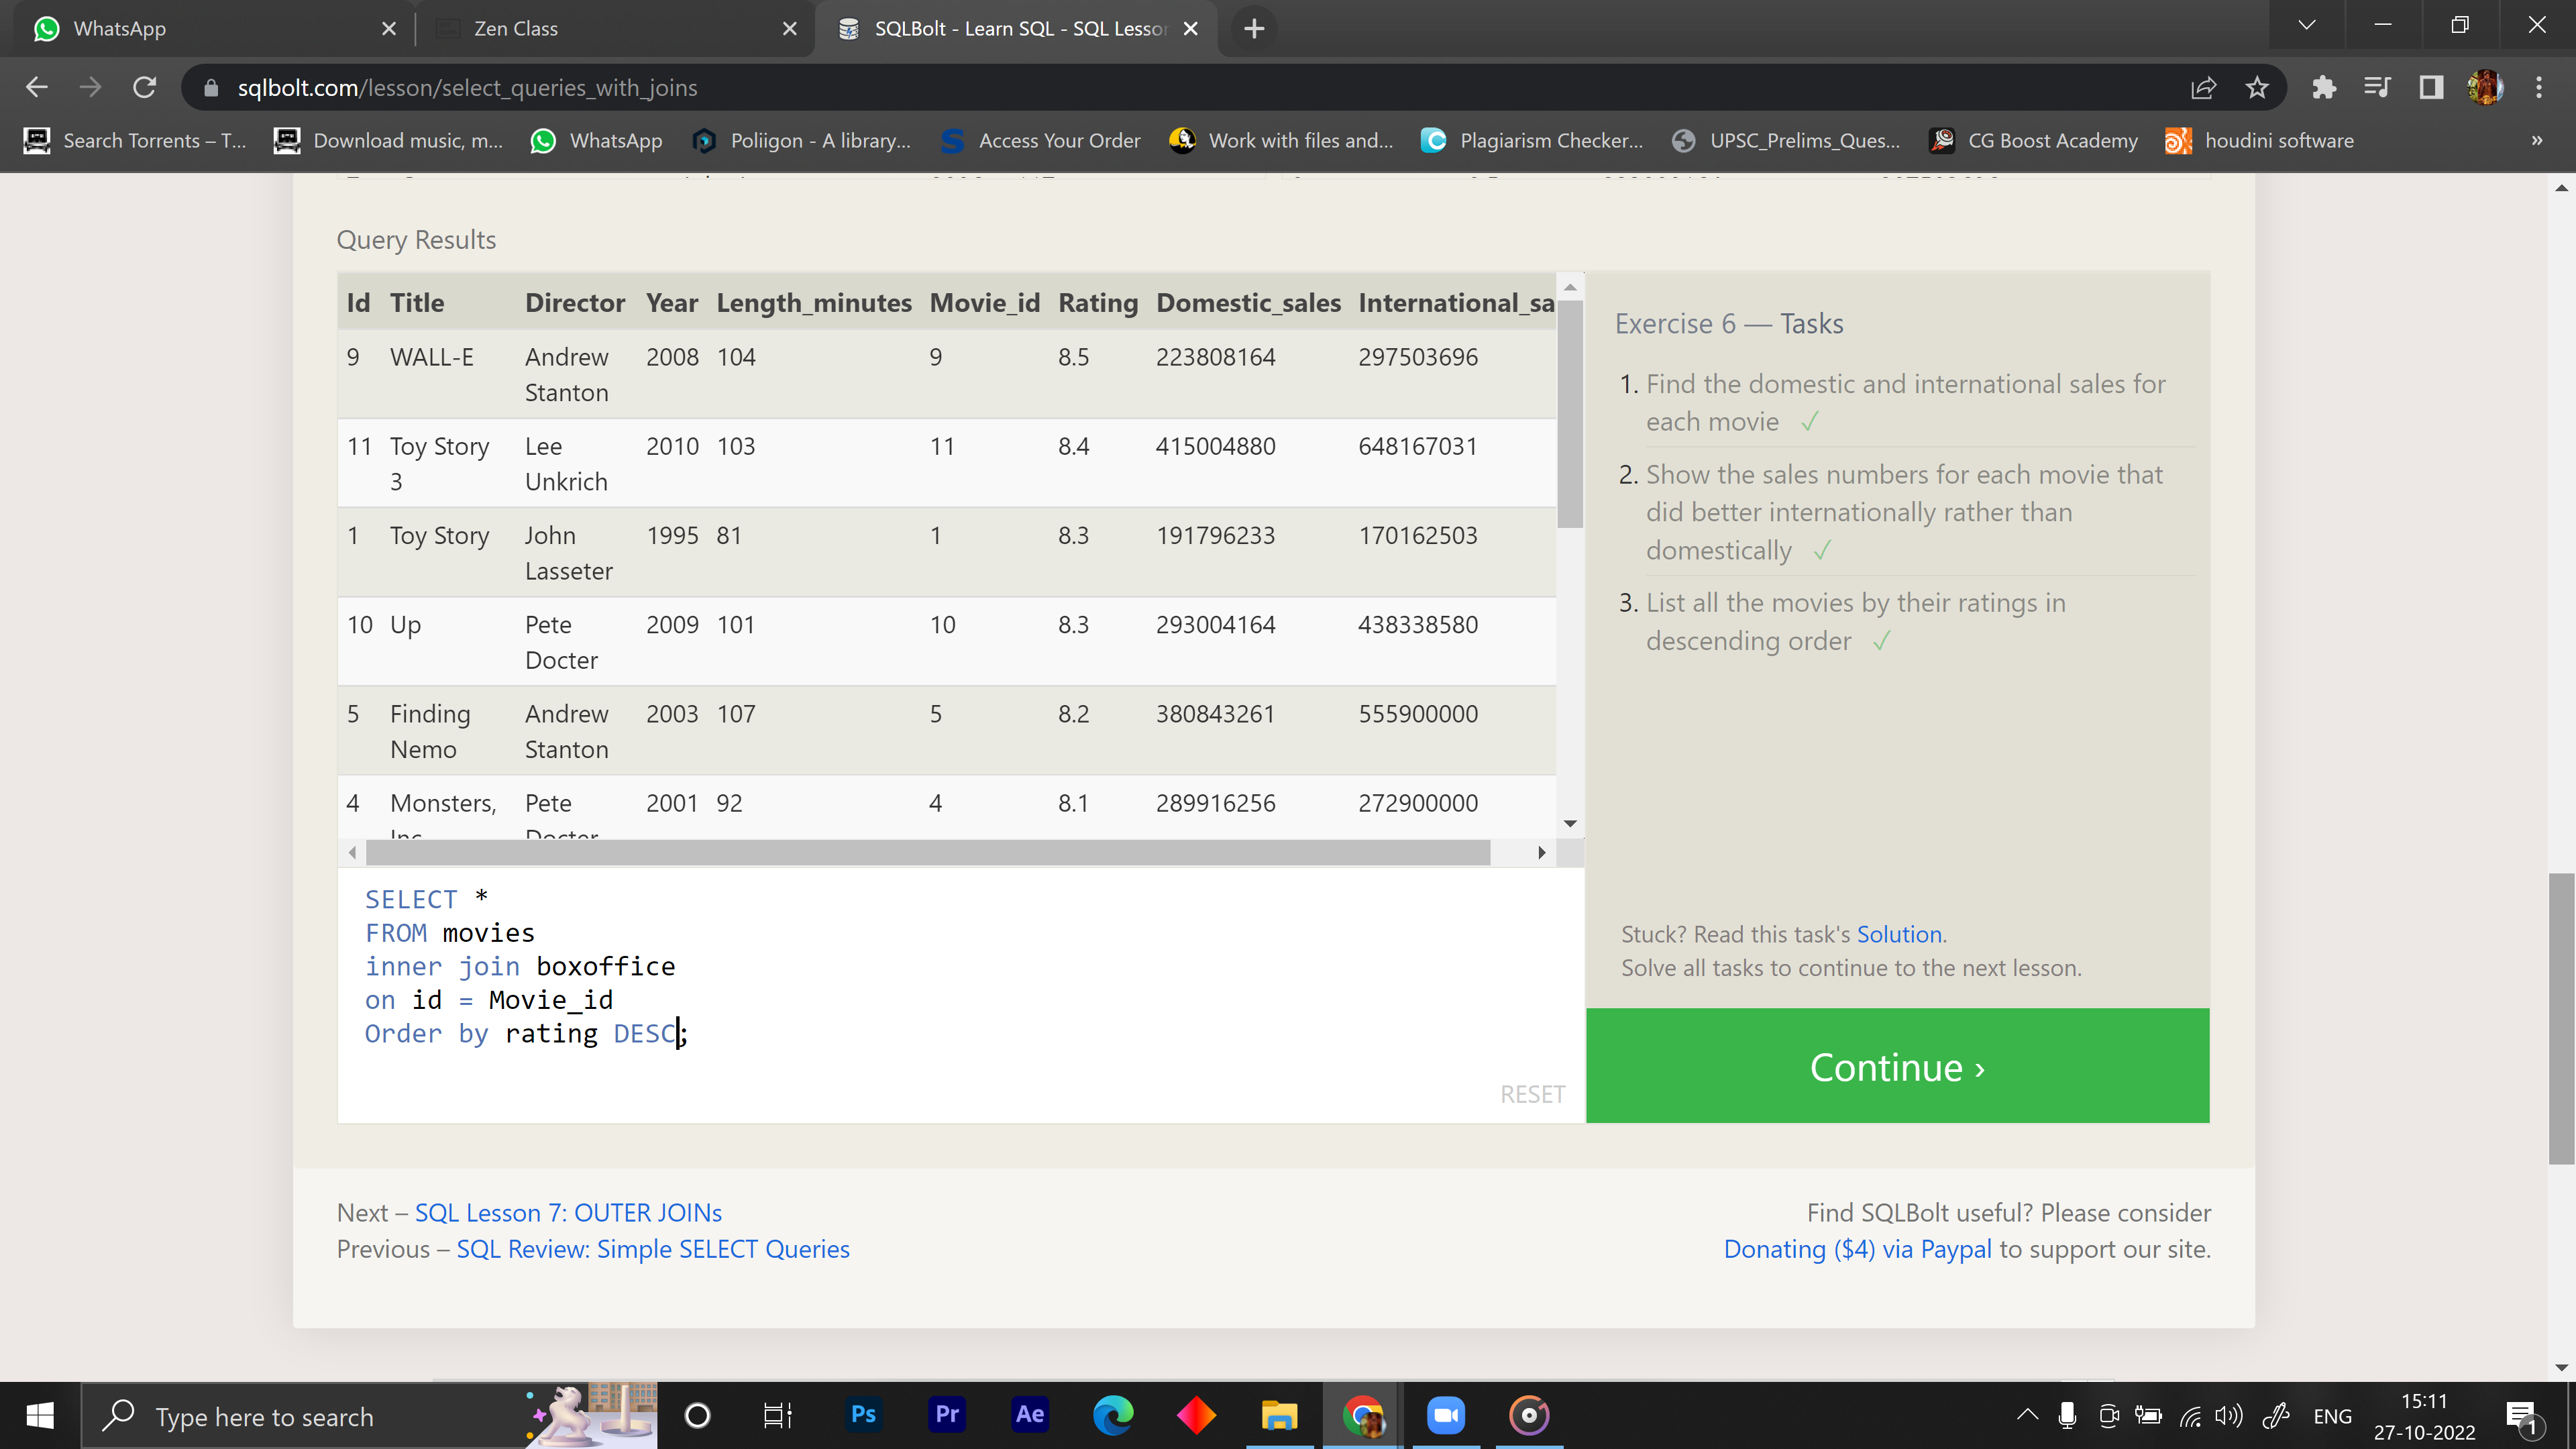 WhatsApp
Zen Class
SQLBolt - Learn SQL - SQL Lesson
sqlbolt.com/lesson/select_queries_with_joins
Search Torrents – T... Download music, m... WhatsApp Poliigon - A library... Access Your Order Work with files and... Plagiarism Checker... UPSC_Prelims_Ques... CG Boost Academy houdini software »
Query Results
Id Title Director Year Length_minutes Movie_id Rating Domestic_sales International_sa
9 WALL-E Andrew 2008 104 9 8.5 223808164 297503696
Stanton
11 Toy Story Lee 2010 103 11 8.4 415004880 648167031
3 Unkrich
1 Toy Story John 1995 81 1 8.3 191796233 170162503
Lasseter
10 Up Pete 2009 101 10 8.3 293004164 438338580
Docter
5 Finding Andrew 2003 107 5 8.2 380843261 555900000
Nemo Stanton
4 Monsters, Pete 2001 92 4 8.1 289916256 272900000
Inc. Docter
SELECT *
FROM movies
inner join boxoffice
on id = Movie_id
Order by rating DESC;
RESET
Exercise 6 — Tasks
1. Find the domestic and international sales for
each movie ✓
2. Show the sales numbers for each movie that
did better internationally rather than
domestically ✓
3. List all the movies by their ratings in
descending order ✓
Stuck? Read this task's Solution.
Solve all tasks to continue to the next lesson.
Continue ›
Next – SQL Lesson 7: OUTER JOINs
Previous – SQL Review: Simple SELECT Queries
Find SQLBolt useful? Please consider
Donating ($4) via Paypal to support our site.
Type here to search
Ps Pr Ae
ENG
15:11
27-10-2022
1